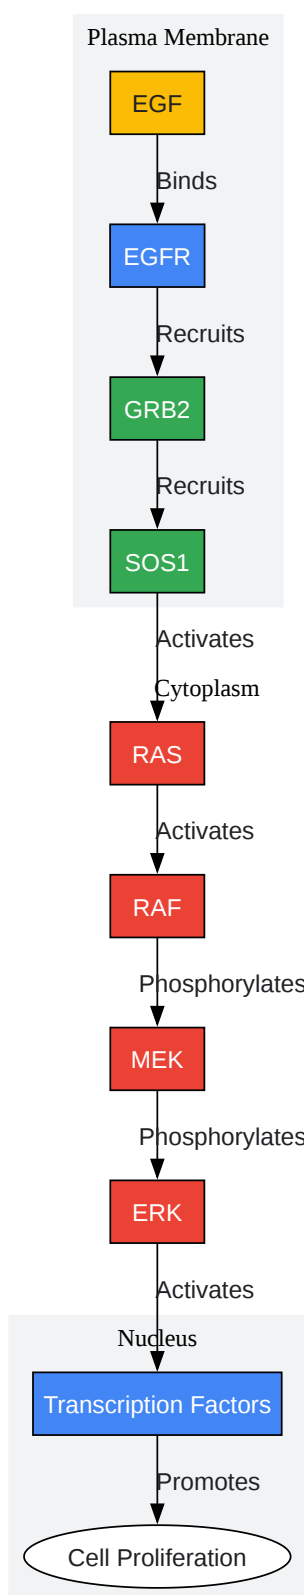 Plasma Membrane
EGF
Binds
EGFR
Recruits
GRB2
Recruits
SOS1
Activates
Cytoplasm
RAS
Activates
RAF
Phosphorylates
MEK
Phosphorylates
ERK
Activates
Nucleus
Transcription Factors
Promotes
Cell Proliferation